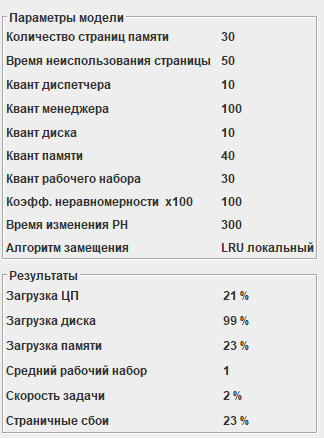 Параметры модели
Количество страниц памяти 30
Время неиспользования страницы 50
Квант диспетчера 10
Квант менеджера 100
Квант диска 10
Квант памяти 40
Квант рабочего набора 30
Коэфф. неравномерности x100 100
Время изменения РН 300
Алгоритм замещения LRU локальный
Результаты
Загрузка ЦП 21 %
Загрузка диска 99 %
Загрузка памяти 23 %
Средний рабочий набор 1
Скорость задачи 2 %
Страничные сбои 23 %